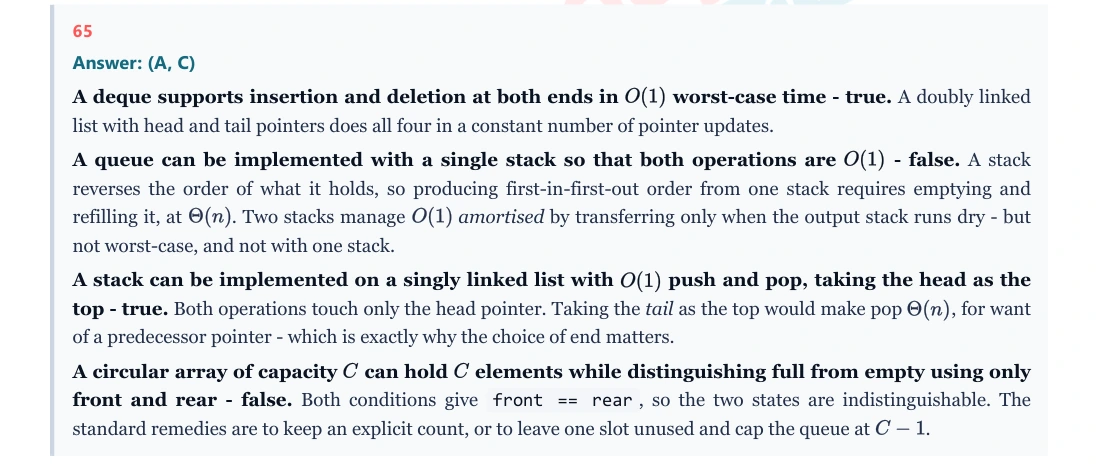 65
Answer: (A, C)
A deque supports insertion and deletion at both ends in O(1) worst-case time - true. A doubly linked
list with head and tail pointers does all four in a constant number of pointer updates.
A queue can be implemented with a single stack so that both operations are O(1) - false. A stack
reverses the order of what it holds, so producing first-in-first-out order from one stack requires emptying and
refilling it, at Θ(n). Two stacks manage O(1) amortised by transferring only when the output stack runs dry - but
not worst-case, and not with one stack.
A stack can be implemented on a singly linked list with O(1) push and pop, taking the head as the
top - true. Both operations touch only the head pointer. Taking the tail as the top would make pop Θ(n), for want
of a predecessor pointer - which is exactly why the choice of end matters.
A circular array of capacity C can hold C elements while distinguishing full from empty using only
front and rear - false. Both conditions give front == rear, so the two states are indistinguishable. The
standard remedies are to keep an explicit count, or to leave one slot unused and cap the queue at C − 1.